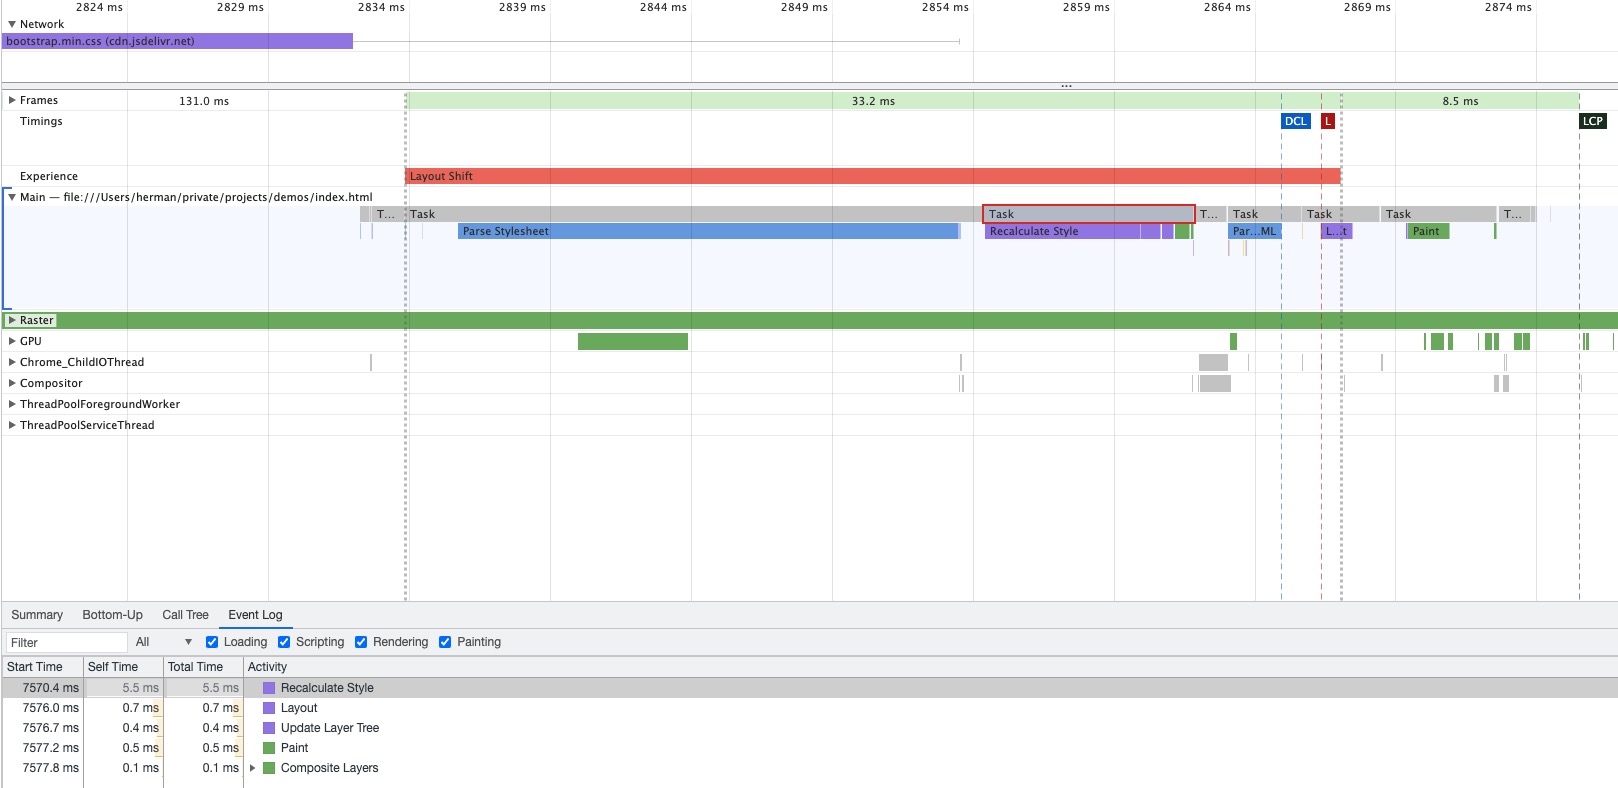 2824 ms 2829 ms 2834 ms 2839 ms 2844 ms 2849 ms 2854 ms 2859 ms 2864 ms 2869 ms 2874 ms
Network
bootstrap.min.css (cdn.jsdelivr.net)
...
Frames 131.0 ms 33.2 ms 8.5 ms
Timings DCL L LCP
Experience Layout Shift
Main — file:///Users/herman/private/projects/demos/index.html
T... Task Task T... Task Task Task T...
Parse Stylesheet Recalculate Style Par...ML L...t Paint
Raster
GPU
Chrome_ChildIOThread
Compositor
ThreadPoolForegroundWorker
ThreadPoolServiceThread
Summary Bottom-Up Call Tree Event Log
Filter All Loading Scripting Rendering Painting
Start Time Self Time Total Time Activity
7570.4 ms 5.5 ms 5.5 ms Recalculate Style
7576.0 ms 0.7 ms 0.7 ms Layout
7576.7 ms 0.4 ms 0.4 ms Update Layer Tree
7577.2 ms 0.5 ms 0.5 ms Paint
7577.8 ms 0.1 ms 0.1 ms Composite Layers